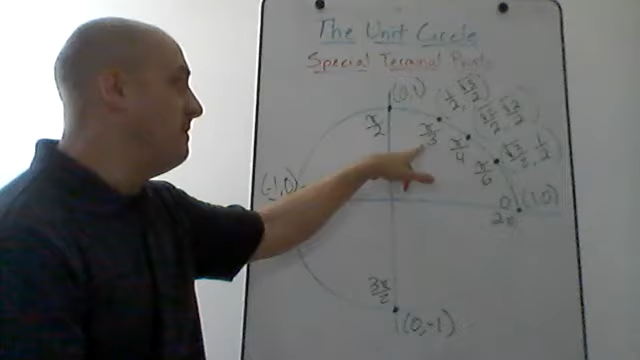 The Unit Circle
Special Terminal Points
(0,1)
(1/2, √3/2)
(√2/2, √2/2)
π/2
π/3
π/4
π/6
(√3/2, 1/2)
(-1,0)
0
2π
(1,0)
3π/2
(0,-1)